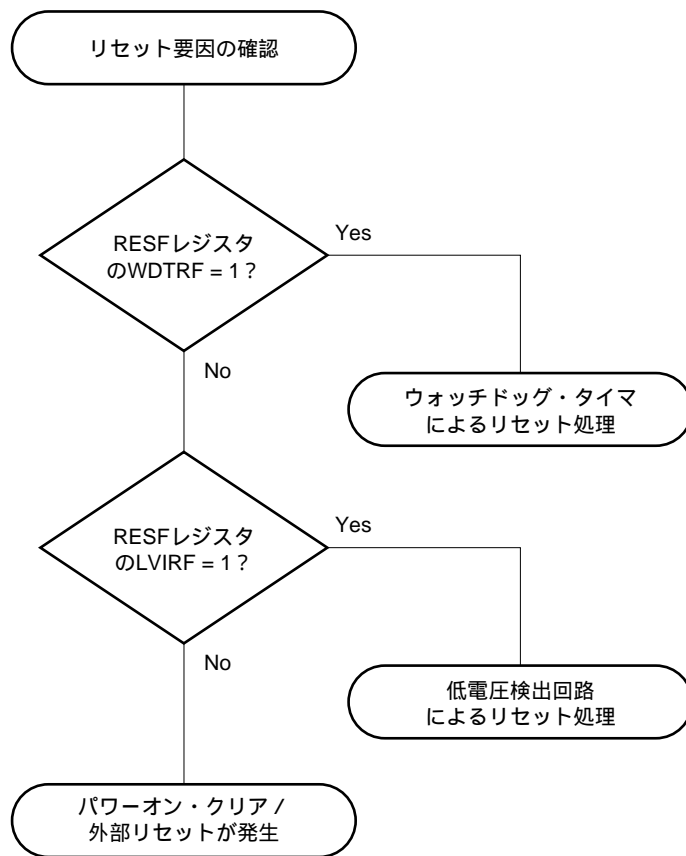 リセット要因の確認
RESFレジスタ
のWDTRF = 1？
Yes
No
ウォッチドッグ・タイマ
によるリセット処理
RESFレジスタ
のLVIRF = 1？
Yes
No
低電圧検出回路
によるリセット処理
パワーオン・クリア /
外部リセットが発生